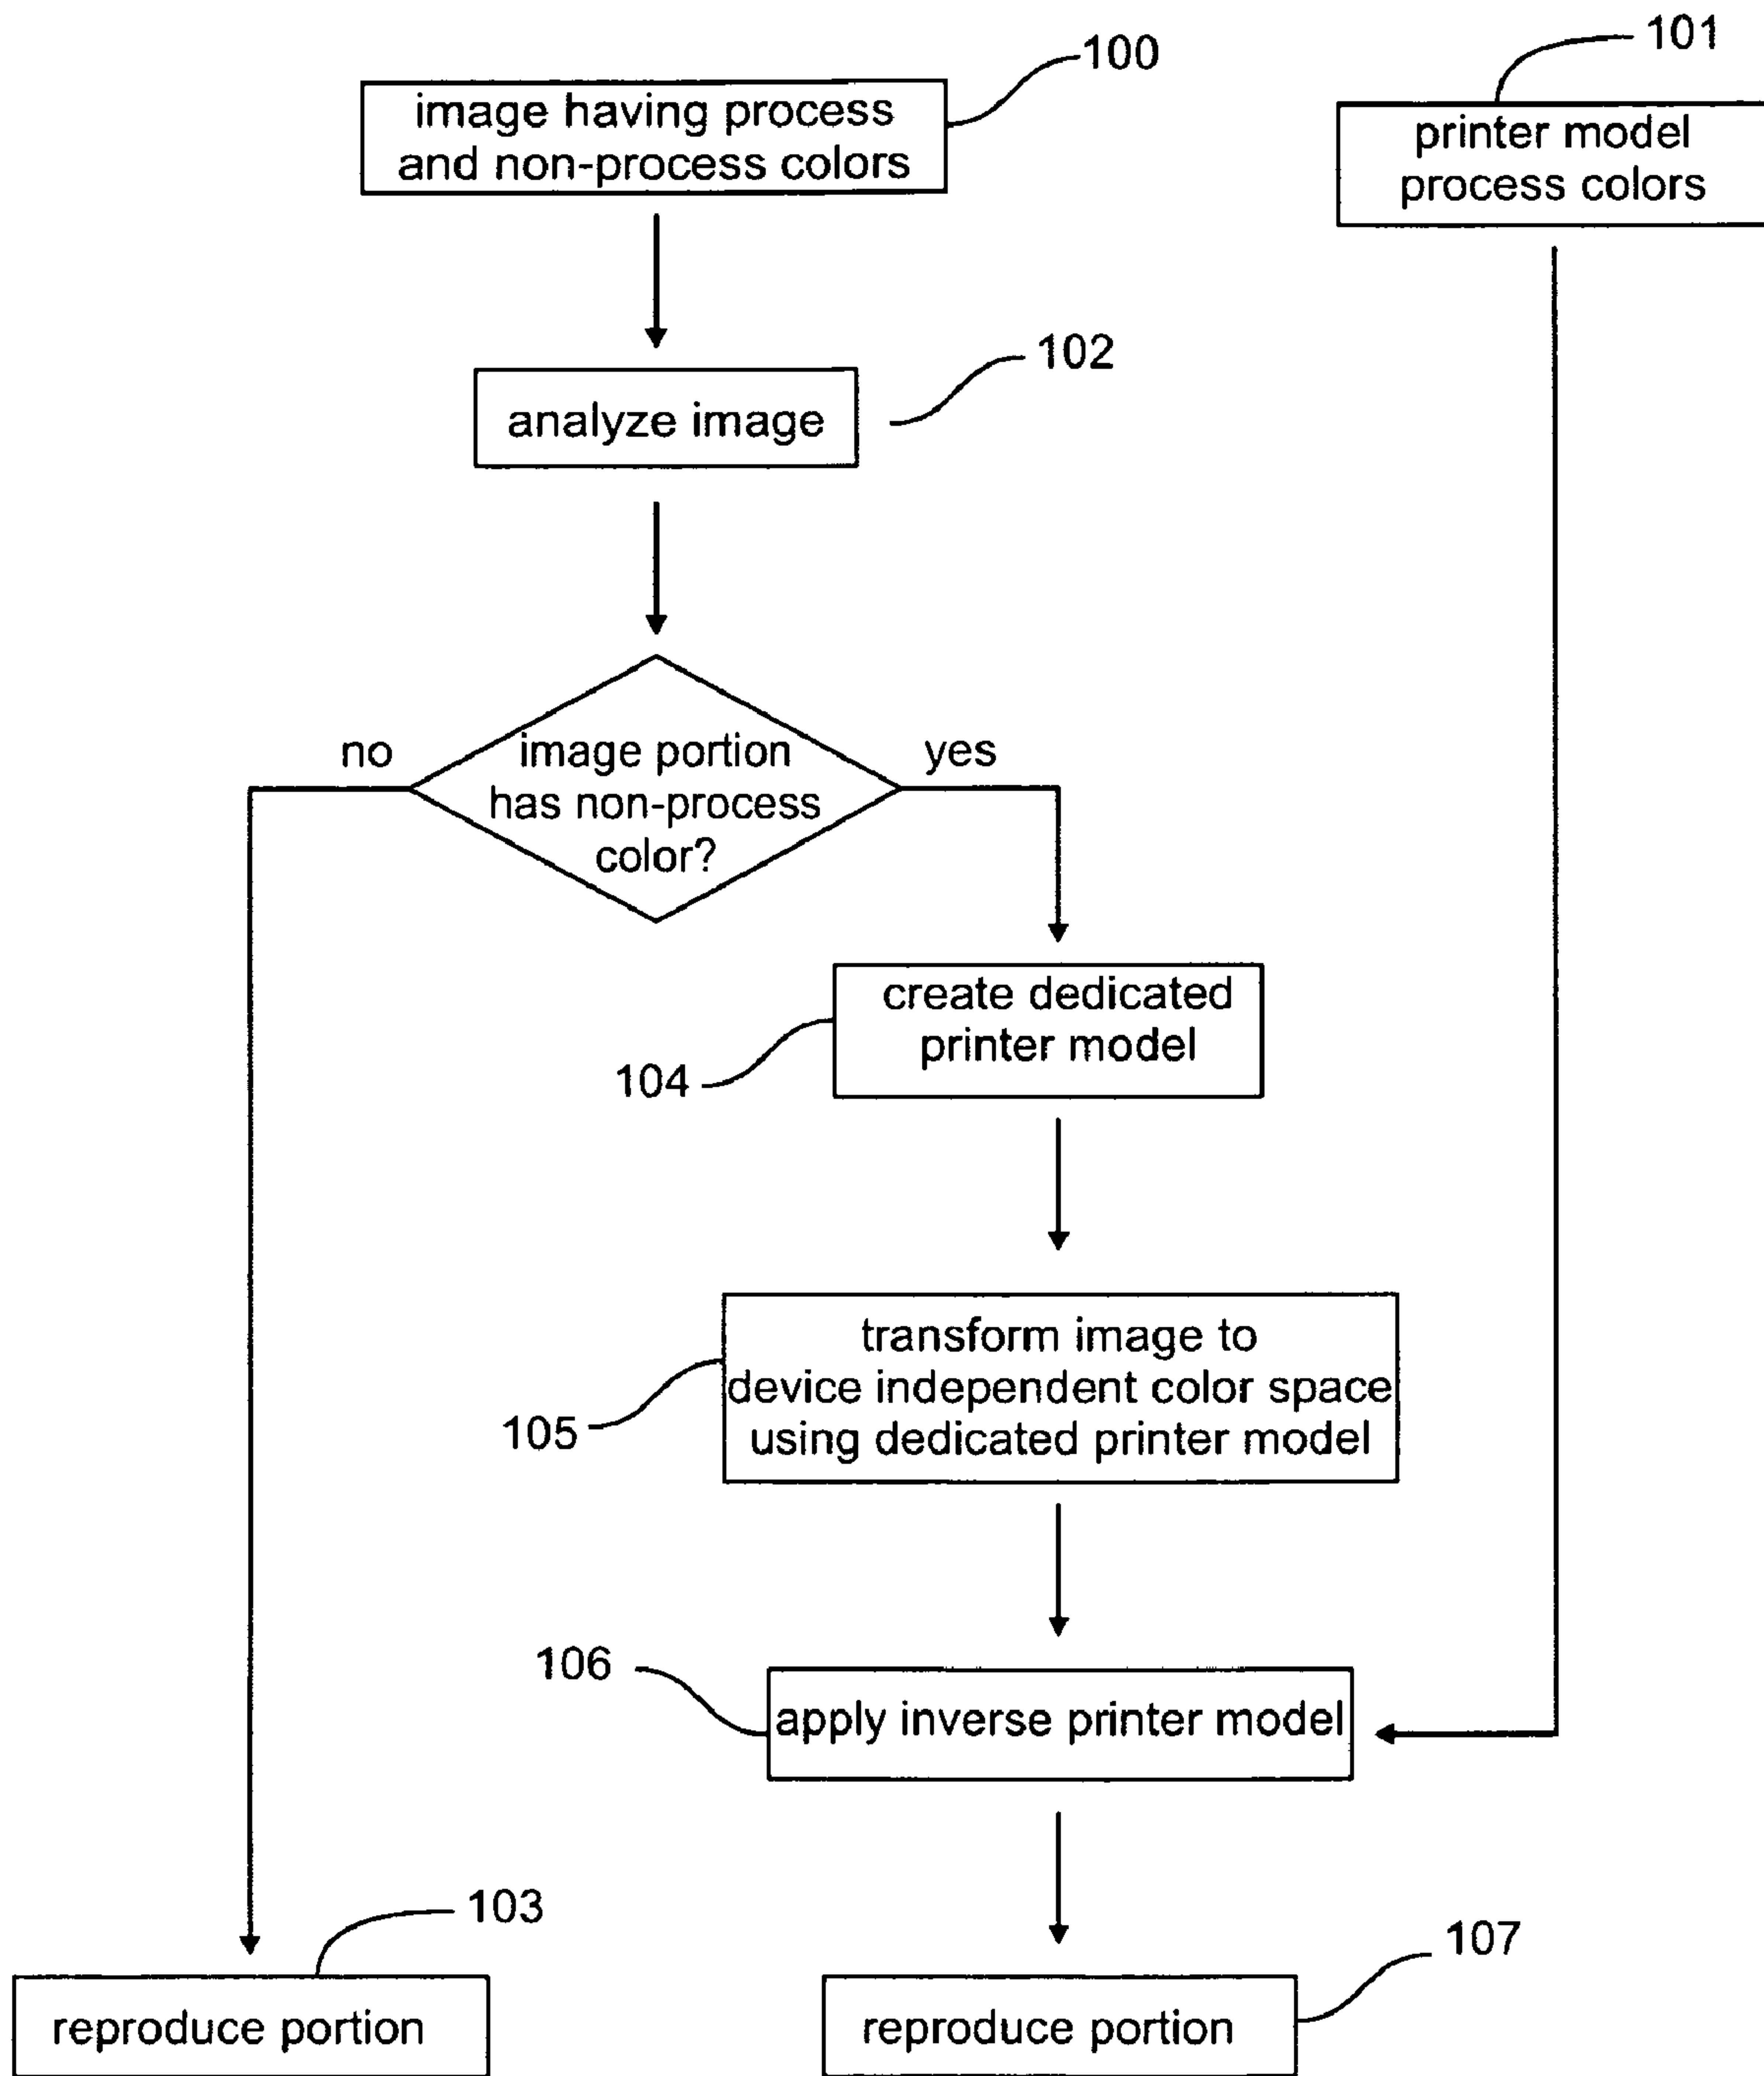 100
101
image having process
and non-process colors
printer model
process colors
102
analyze image
no
yes
image portion
has non-process
color?
create dedicated
printer model
104
transform image to
device independent color space
using dedicated printer model
105
106
apply inverse printer model
103
107
reproduce portion
reproduce portion